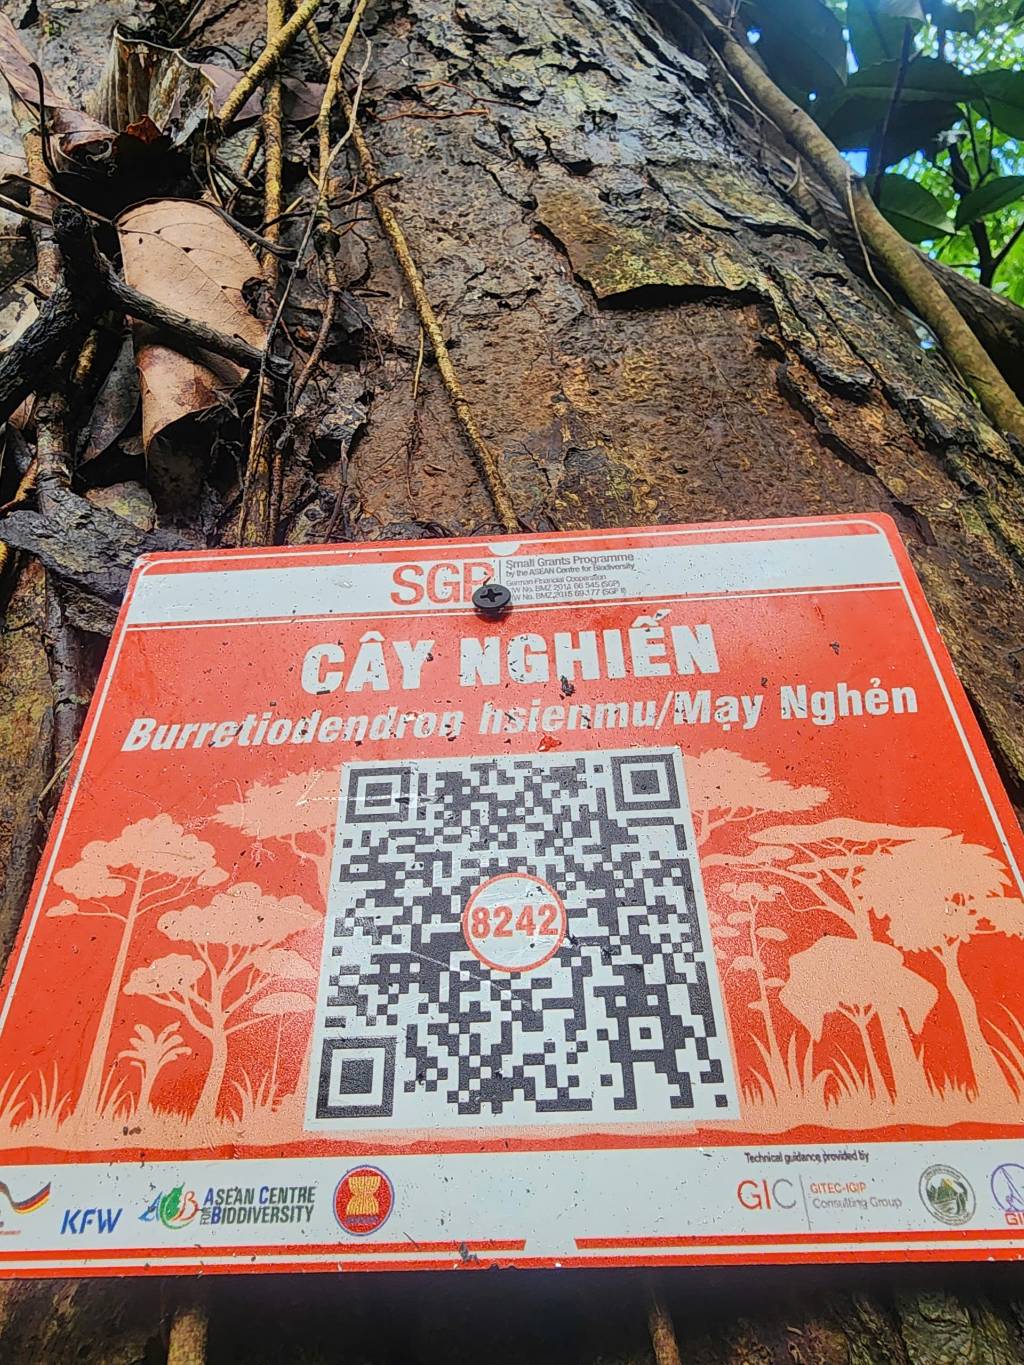 SGP
Small Grants Programme
by the ASEAN Centre for Biodiversity
German Financial Cooperation
CÂY NGHIẾN
Burretiodendron hsienmu/Mạy Nghẻn
8242
Technical guidance provided by
KFW
ASEAN CENTRE
FOR BIODIVERSITY
GIC
GITEC-IGIP
Consulting Group